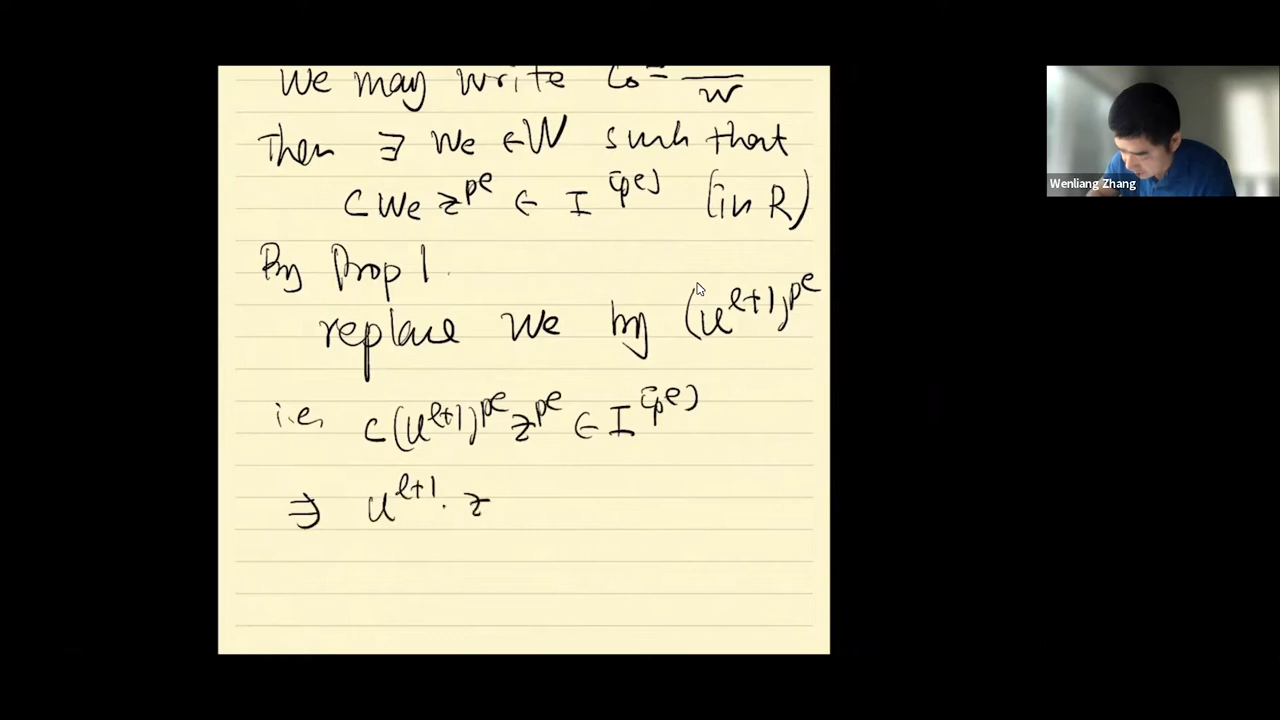 We may write C₀ = — / w
Then ∃ We ∈ W such that
c We z^{p^e} ∈ I^{[p^e]} (in R)
By Prop 1.
replace We by (u^{ℓ+1})^{p^e}
i.e, c (u^{ℓ+1})^{p^e} z^{p^e} ∈ I^{[p^e]}
⇒ u^{ℓ+1} · z
Wenliang Zhang